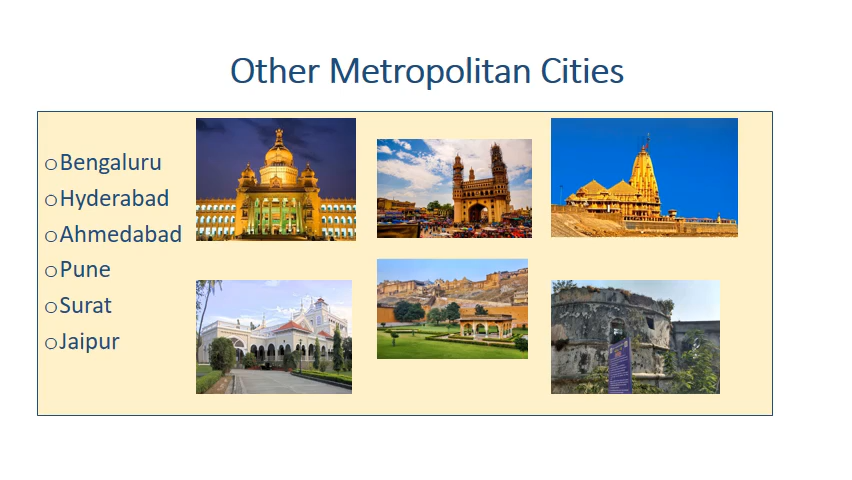 Other Metropolitan Cities
○Bengaluru
○Hyderabad
○Ahmedabad
○Pune
○Surat
○Jaipur